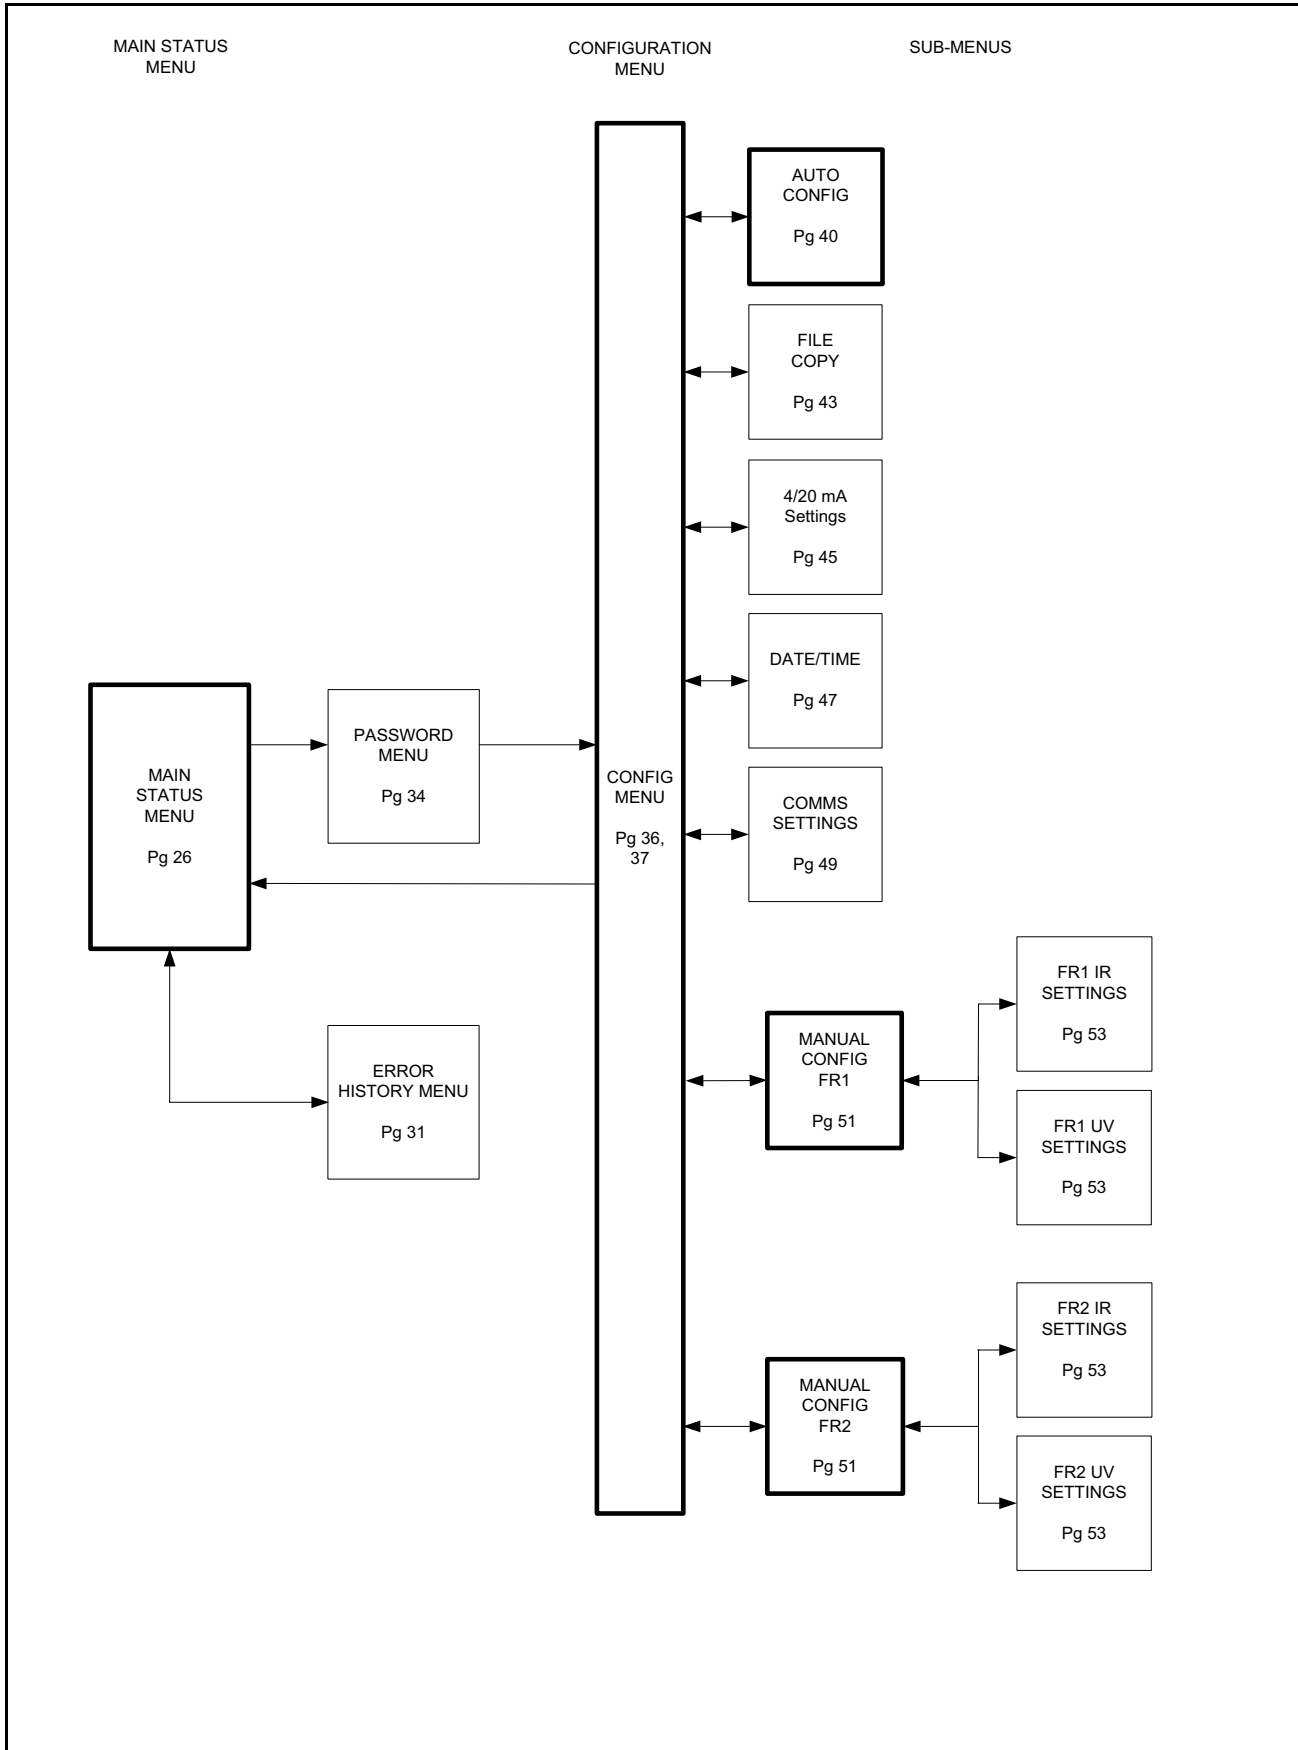 MAIN STATUS
MENU
CONFIGURATION
MENU
SUB-MENUS
AUTO
CONFIG
Pg 40
FILE
COPY
Pg 43
4/20 mA
Settings
Pg 45
DATE/TIME
Pg 47
MAIN
STATUS
MENU
Pg 26
PASSWORD
MENU
Pg 34
CONFIG
MENU
Pg 36,
37
COMMS
SETTINGS
Pg 49
ERROR
HISTORY MENU
Pg 31
MANUAL
CONFIG
FR1
Pg 51
FR1 IR
SETTINGS
Pg 53
FR1 UV
SETTINGS
Pg 53
MANUAL
CONFIG
FR2
Pg 51
FR2 IR
SETTINGS
Pg 53
FR2 UV
SETTINGS
Pg 53